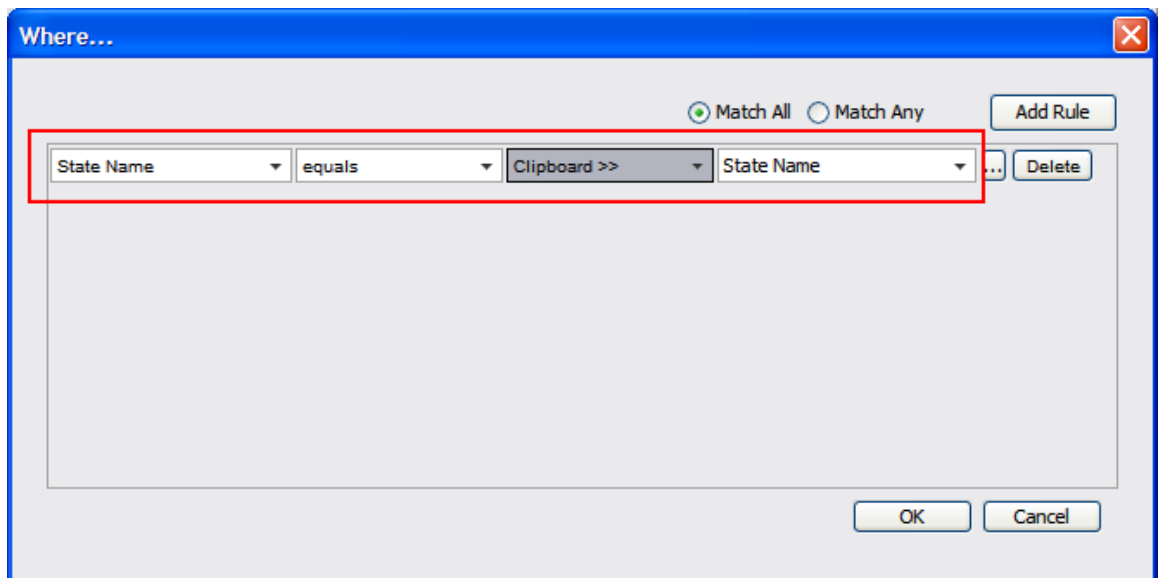 Where...
Match All Match Any Add Rule
State Name equals Clipboard >> State Name ... Delete
OK Cancel